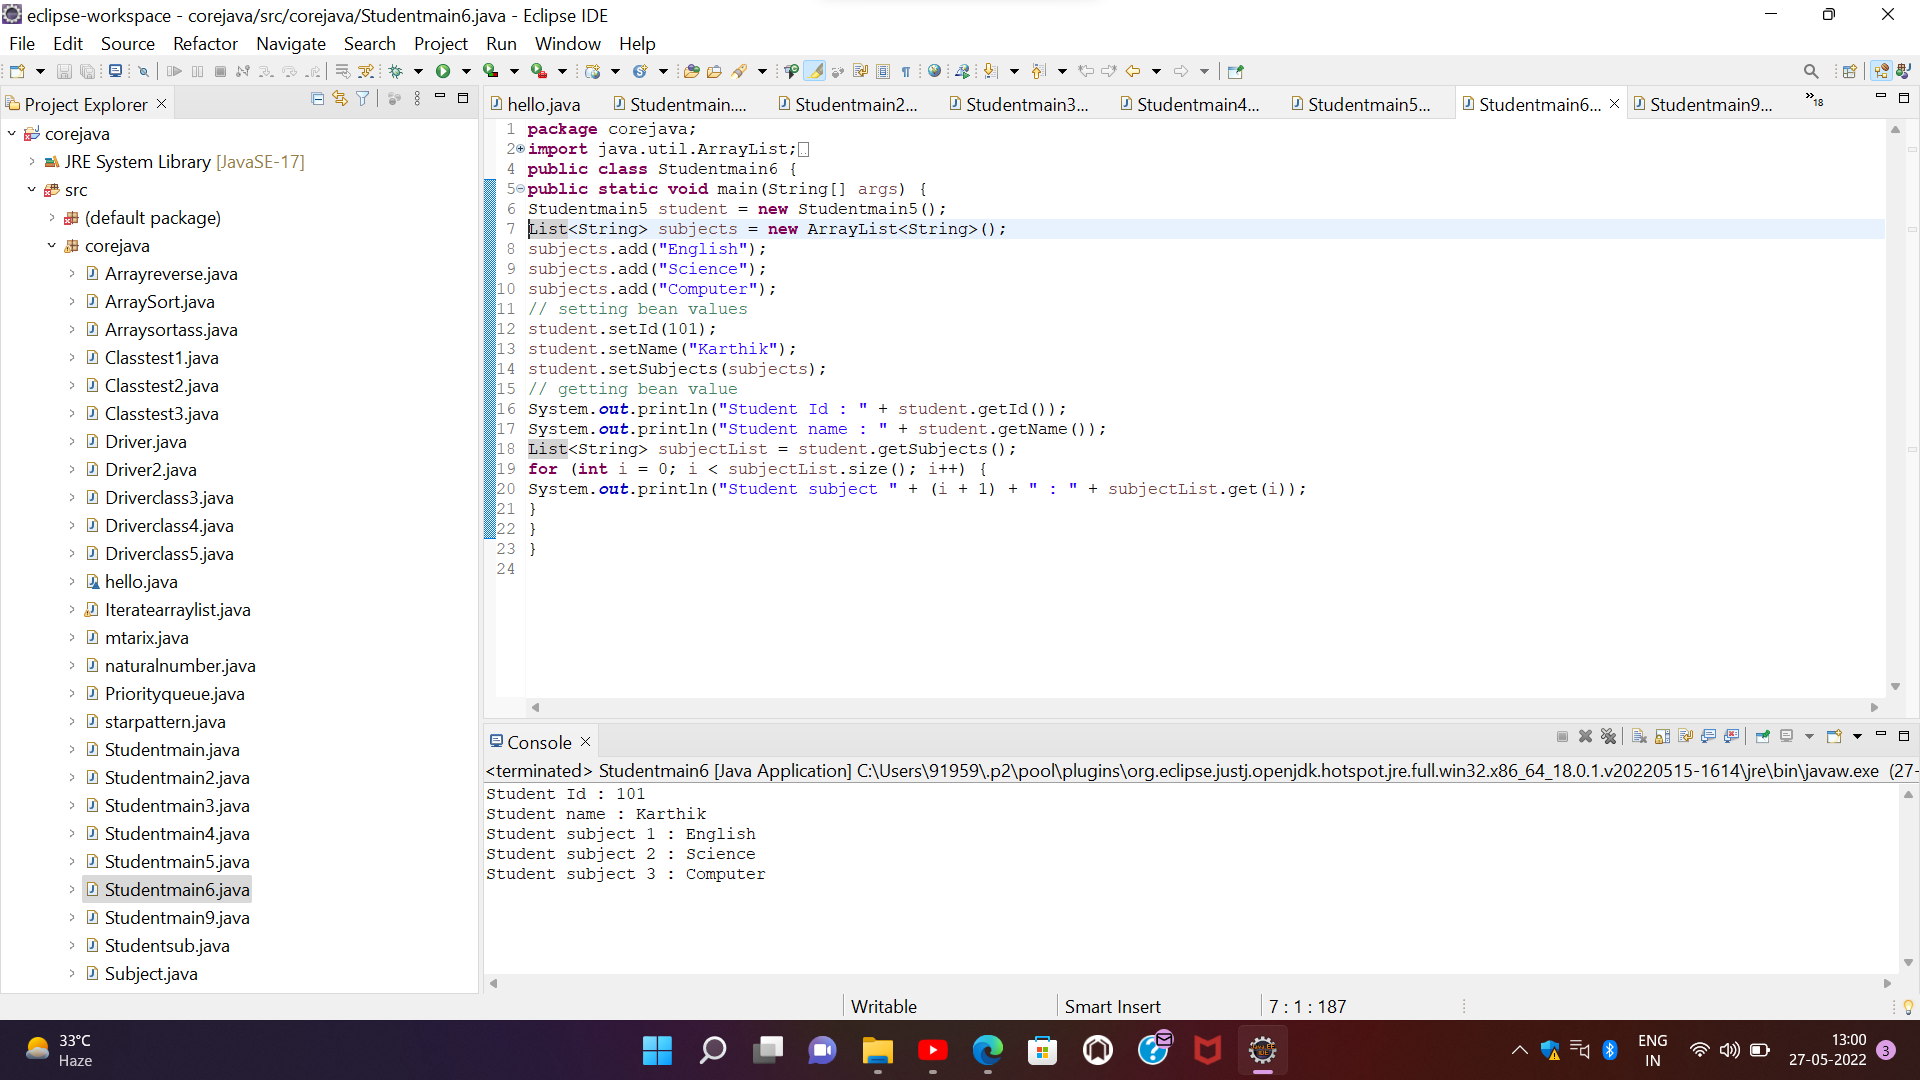 eclipse-workspace - corejava/src/corejava/Studentmain6.java - Eclipse IDE
File Edit Source Refactor Navigate Search Project Run Window Help
Project Explorer
corejava
JRE System Library [JavaSE-17]
src
(default package)
corejava
Arrayreverse.java
ArraySort.java
Arraysortass.java
Classtest1.java
Classtest2.java
Classtest3.java
Driver.java
Driver2.java
Driverclass3.java
Driverclass4.java
Driverclass5.java
hello.java
Iteratearraylist.java
mtarix.java
naturalnumber.java
Priorityqueue.java
starpattern.java
Studentmain.java
Studentmain2.java
Studentmain3.java
Studentmain4.java
Studentmain5.java
Studentmain6.java
Studentmain9.java
Studentsub.java
Subject.java
hello.java Studentmain.... Studentmain2... Studentmain3... Studentmain4... Studentmain5... Studentmain6... Studentmain9... »18
1 package corejava;
2 import java.util.ArrayList;
4 public class Studentmain6 {
5 public static void main(String[] args) {
6 Studentmain5 student = new Studentmain5();
7 List<String> subjects = new ArrayList<String>();
8 subjects.add("English");
9 subjects.add("Science");
10 subjects.add("Computer");
11 // setting bean values
12 student.setId(101);
13 student.setName("Karthik");
14 student.setSubjects(subjects);
15 // getting bean value
16 System.out.println("Student Id : " + student.getId());
17 System.out.println("Student name : " + student.getName());
18 List<String> subjectList = student.getSubjects();
19 for (int i = 0; i < subjectList.size(); i++) {
20 System.out.println("Student subject " + (i + 1) + " : " + subjectList.get(i));
21 }
22 }
23 }
24
Console
<terminated> Studentmain6 [Java Application] C:\Users\91959\.p2\pool\plugins\org.eclipse.justj.openjdk.hotspot.jre.full.win32.x86_64_18.0.1.v20220515-1614\jre\bin\javaw.exe (27-
Student Id : 101
Student name : Karthik
Student subject 1 : English
Student subject 2 : Science
Student subject 3 : Computer
Writable Smart Insert 7 : 1 : 187
33°C
Haze
ENG
IN
13:00
27-05-2022
3